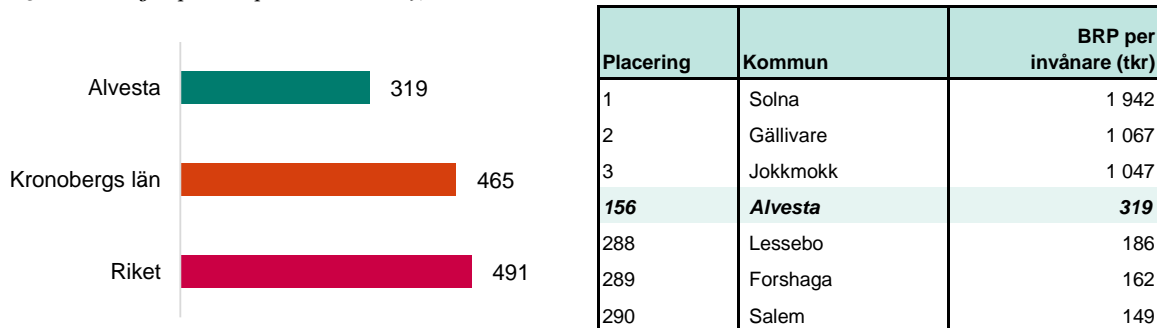 Alvesta 319
Kronobergs län 465
Riket 491
Placering Kommun BRP per invånare (tkr)
1 Solna 1 942
2 Gällivare 1 067
3 Jokkmokk 1 047
156 Alvesta 319
288 Lessebo 186
289 Forshaga 162
290 Salem 149